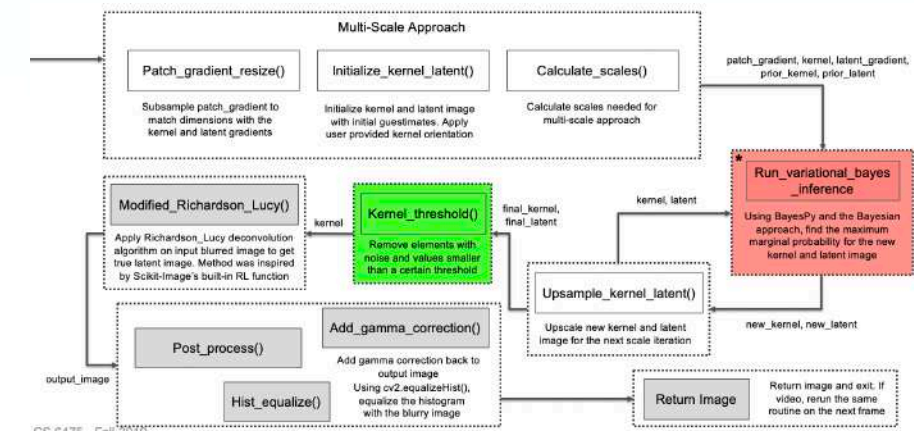 Multi-Scale Approach
Patch_gradient_resize()
Subsample patch_gradient to
match dimensions with the
kernel and latent gradients
Initialize_kernel_latent()
Initialize kernel and latent image
with initial guestimates. Apply
user provided kernel orientation
Calculate_scales()
Calculate scales needed for
multi-scale approach
patch_gradient, kernel, latent_gradient,
prior_kernel, prior_latent
*
Run_variational_bayes
_inference
Using BayesPy and the Bayesian
approach, find the maximum
marginal probability for the new
kernel and latent image
kernel, latent
new_kernel, new_latent
Upsample_kernel_latent()
Upscale new kernel and latent
image for the next scale iteration
final_kernel,
final_latent
Kernel_threshold()
Remove elements with
noise and values smaller
than a certain threshold
kernel
Modified_Richardson_Lucy()
Apply Richardson_Lucy deconvolution
algorithm on input blurred image to get
true latent image. Method was inspired
by Scikit-Image's built-in RL function
output_image
Post_process()
Add_gamma_correction()
Add gamma correction back to
output image
Using cv2.equalizeHist(),
equalize the histogram
with the blurry image
Hist_equalize()
Return Image
Return image and exit. If
video, rerun the same
routine on the next frame